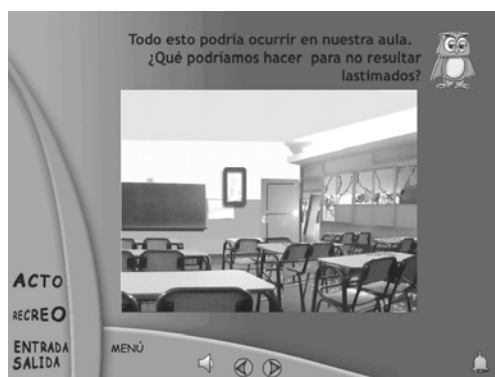 Todo esto podría ocurrir en nuestra aula.
¿Qué podríamos hacer para no resultar
lastimados?
ACTO
RECREO
ENTRADA
SALIDA
MENÚ